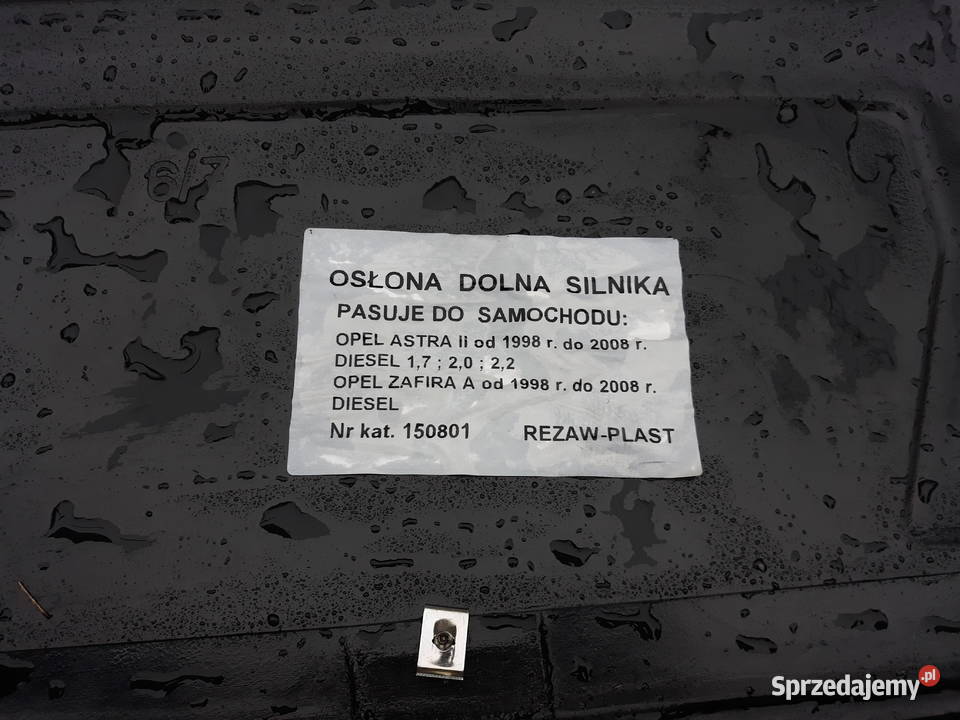 617
OSŁONA DOLNA SILNIKA
PASUJE DO SAMOCHODU:
OPEL ASTRA II od 1998 r. do 2008 r.
DIESEL 1,7 ; 2,0 ; 2,2
OPEL ZAFIRA A od 1998 r. do 2008 r.
DIESEL
Nr kat. 150801 REZAW-PLAST
Sprzedajemy.pl